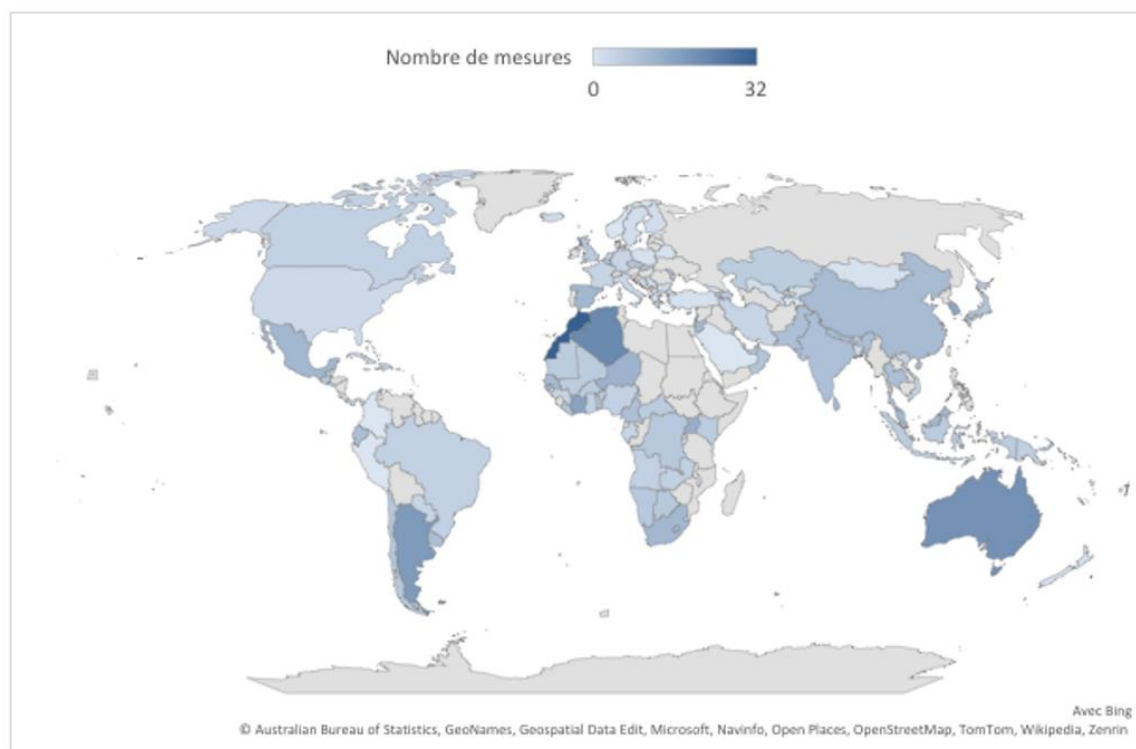 Nombre de mesures
0 32
Avec Bing
© Australian Bureau of Statistics, GeoNames, Geospatial Data Edit, Microsoft, Navinfo, Open Places, OpenStreetMap, TomTom, Wikipedia, Zenrin